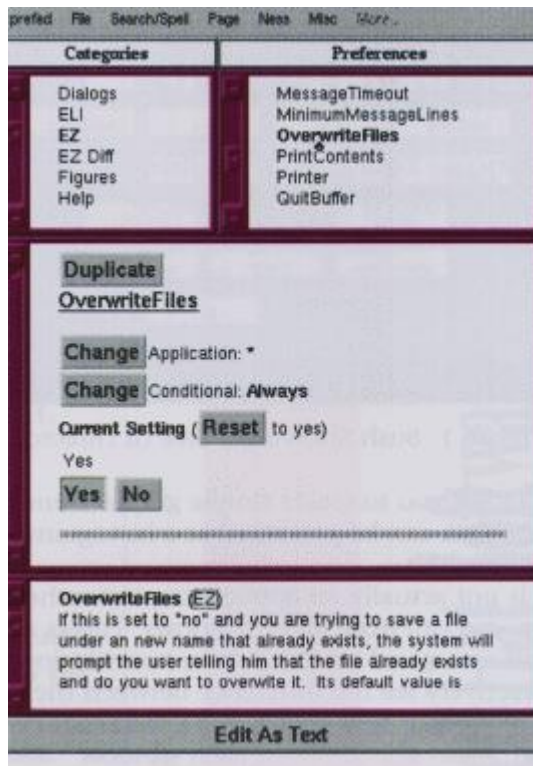 prefed File Search/Spell Page Ness Misc More..
Categories
Preferences
Dialogs
ELI
EZ
EZ Diff
Figures
Help
MessageTimeout
MinimumMessageLines
OverwriteFiles
PrintContents
Printer
QuitBuffer
Duplicate
OverwriteFiles
Change Application: *
Change Conditional: Always
Current Setting ( Reset to yes)
Yes
Yes No
OverwriteFiles (EZ)
If this is set to "no" and you are trying to save a file
under an new name that already exists, the system will
prompt the user telling him that the file already exists
and do you want to overwite it. Its default value is
Edit As Text